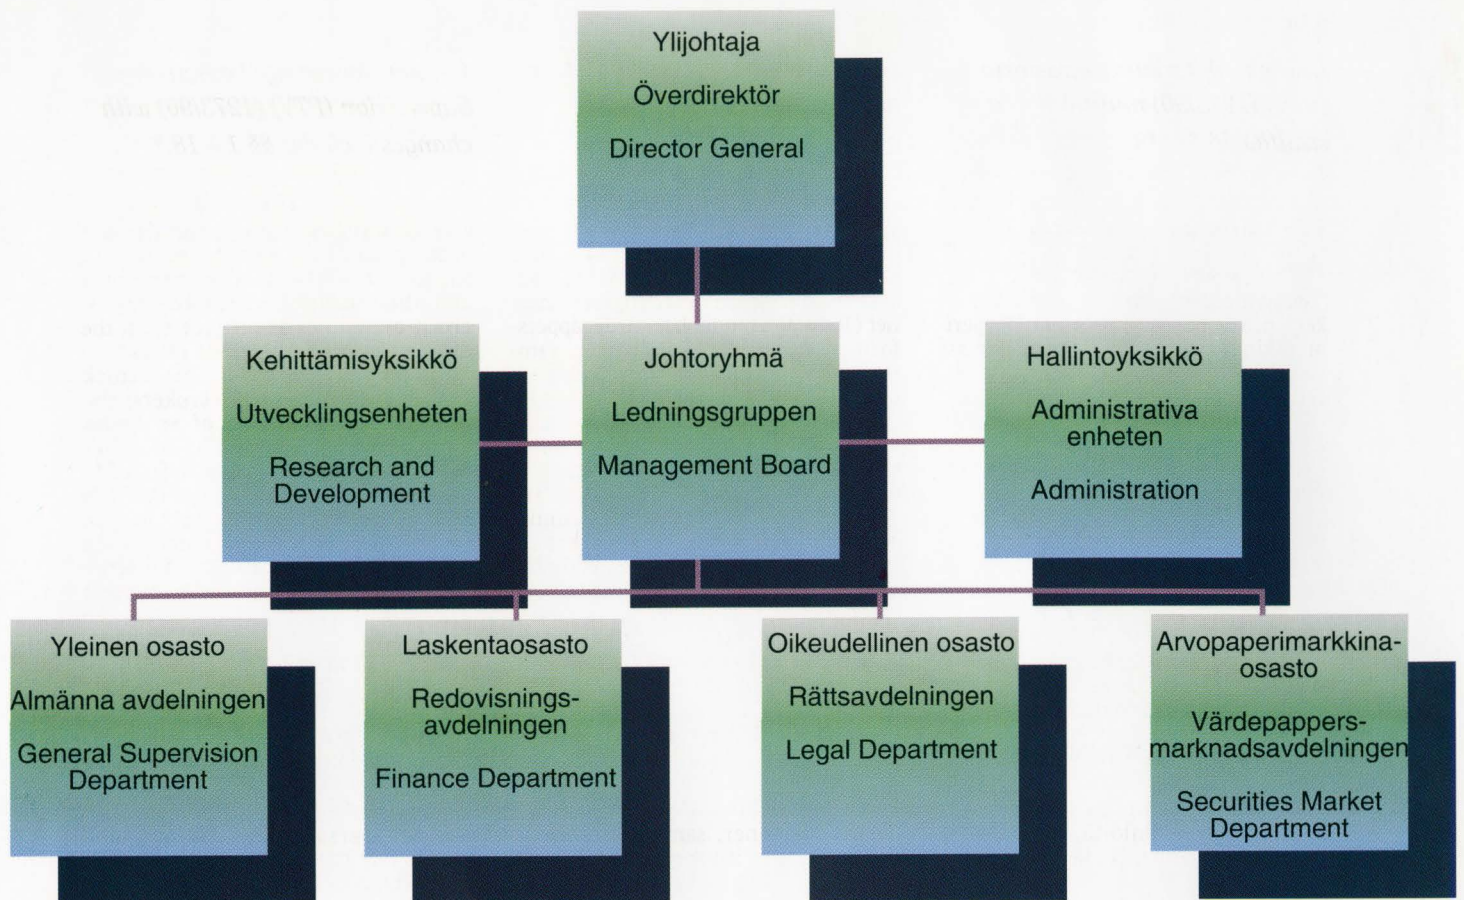 Ylijohtaja
Överdirektör
Director General
Kehittämisyksikkö
Utvecklingsenheten
Research and
Development
Johtoryhmä
Ledningsgruppen
Management Board
Hallintoyksikkö
Administrativa
enheten
Administration
Yleinen osasto
Almänna avdelningen
General Supervision
Department
Laskentaosasto
Redovisnings-
avdelningen
Finance Department
Oikeudellinen osasto
Rättsavdelningen
Legal Department
Arvopaperimarkkina-
osasto
Värdepappers-
marknadsavdelningen
Securities Market
Department